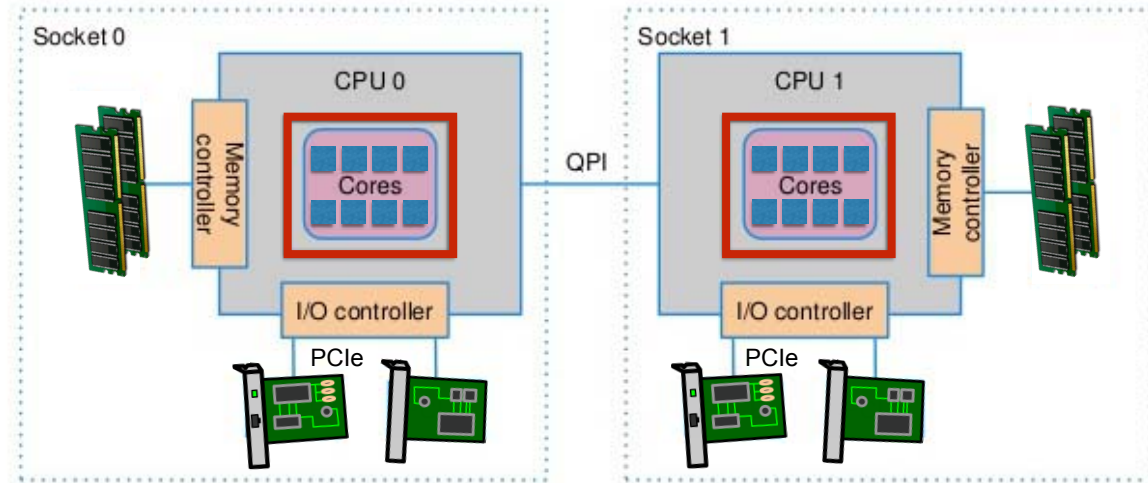 Socket 0
CPU 0
Memory
controller
Cores
I/O controller
PCIe
QPI
Socket 1
CPU 1
Cores
Memory
controller
I/O controller
PCIe